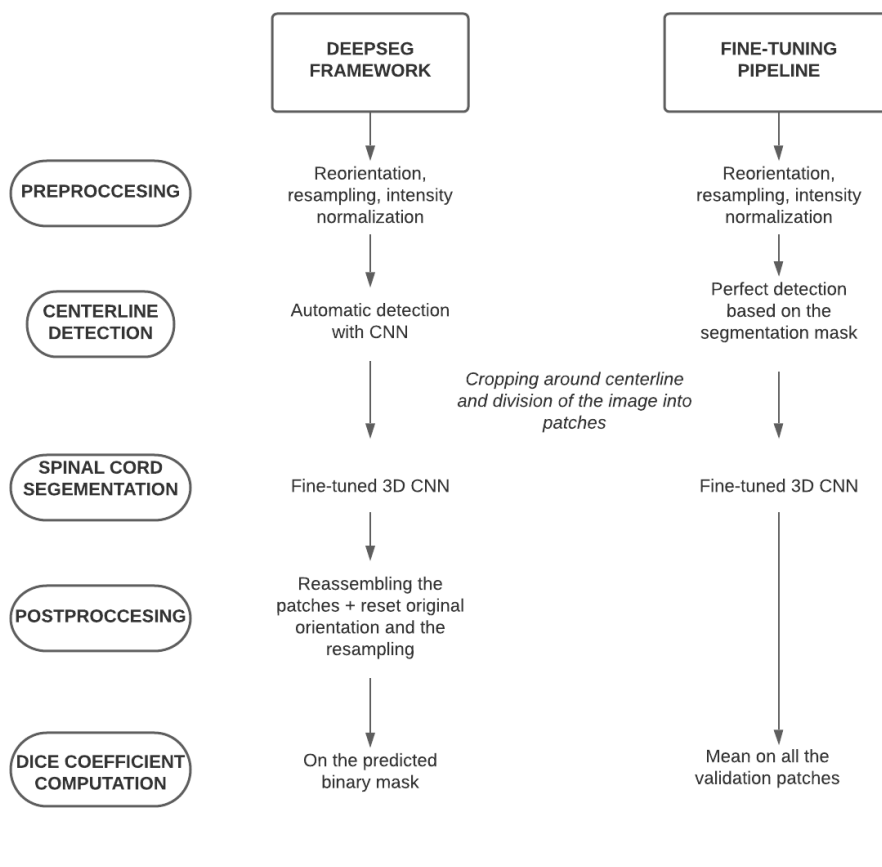 DEEPSEG
FRAMEWORK
FINE-TUNING
PIPELINE
PREPROCCESING
Reorientation,
resampling, intensity
normalization
Reorientation,
resampling, intensity
normalization
CENTERLINE
DETECTION
Automatic detection
with CNN
Perfect detection
based on the
segmentation mask
Cropping around centerline
and division of the image into
patches
SPINAL CORD
SEGEMENTATION
Fine-tuned 3D CNN
Fine-tuned 3D CNN
POSTPROCCESING
Reassembling the
patches + reset original
orientation and the
resampling
DICE COEFFICIENT
COMPUTATION
On the predicted
binary mask
Mean on all the
validation patches